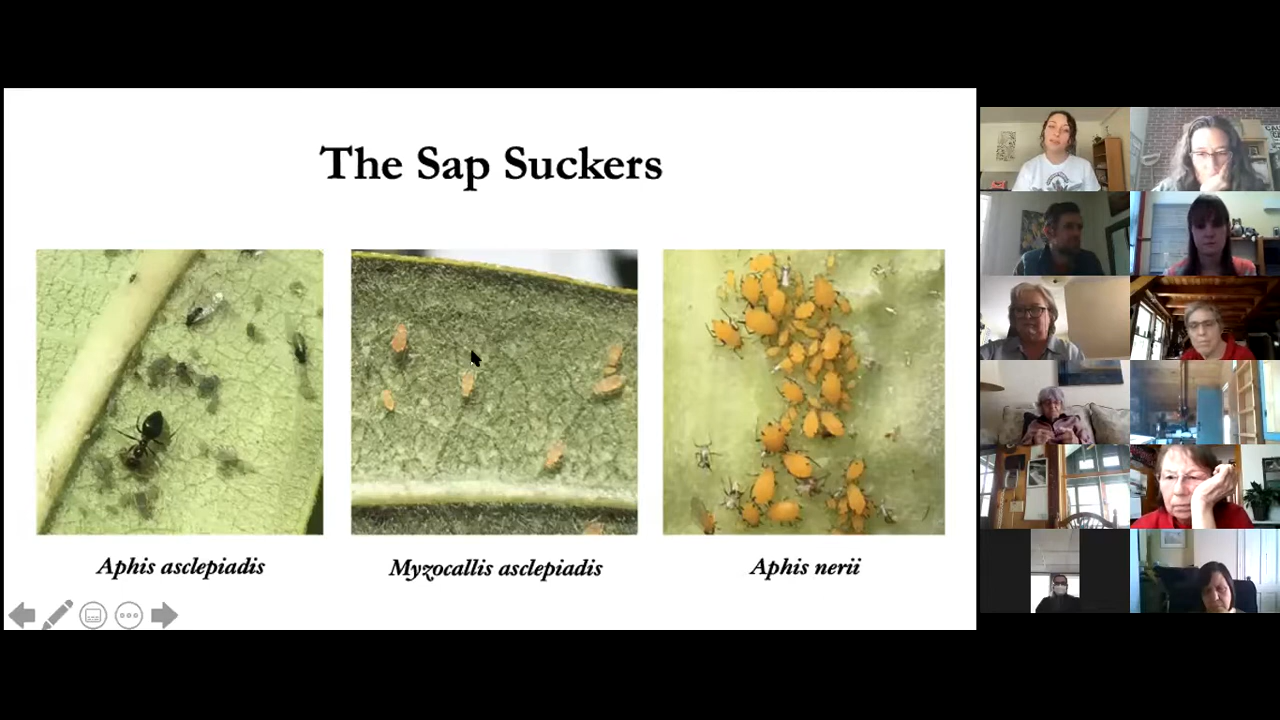 The Sap Suckers
Aphis asclepiadis
Myzocallis asclepiadis
Aphis nerii